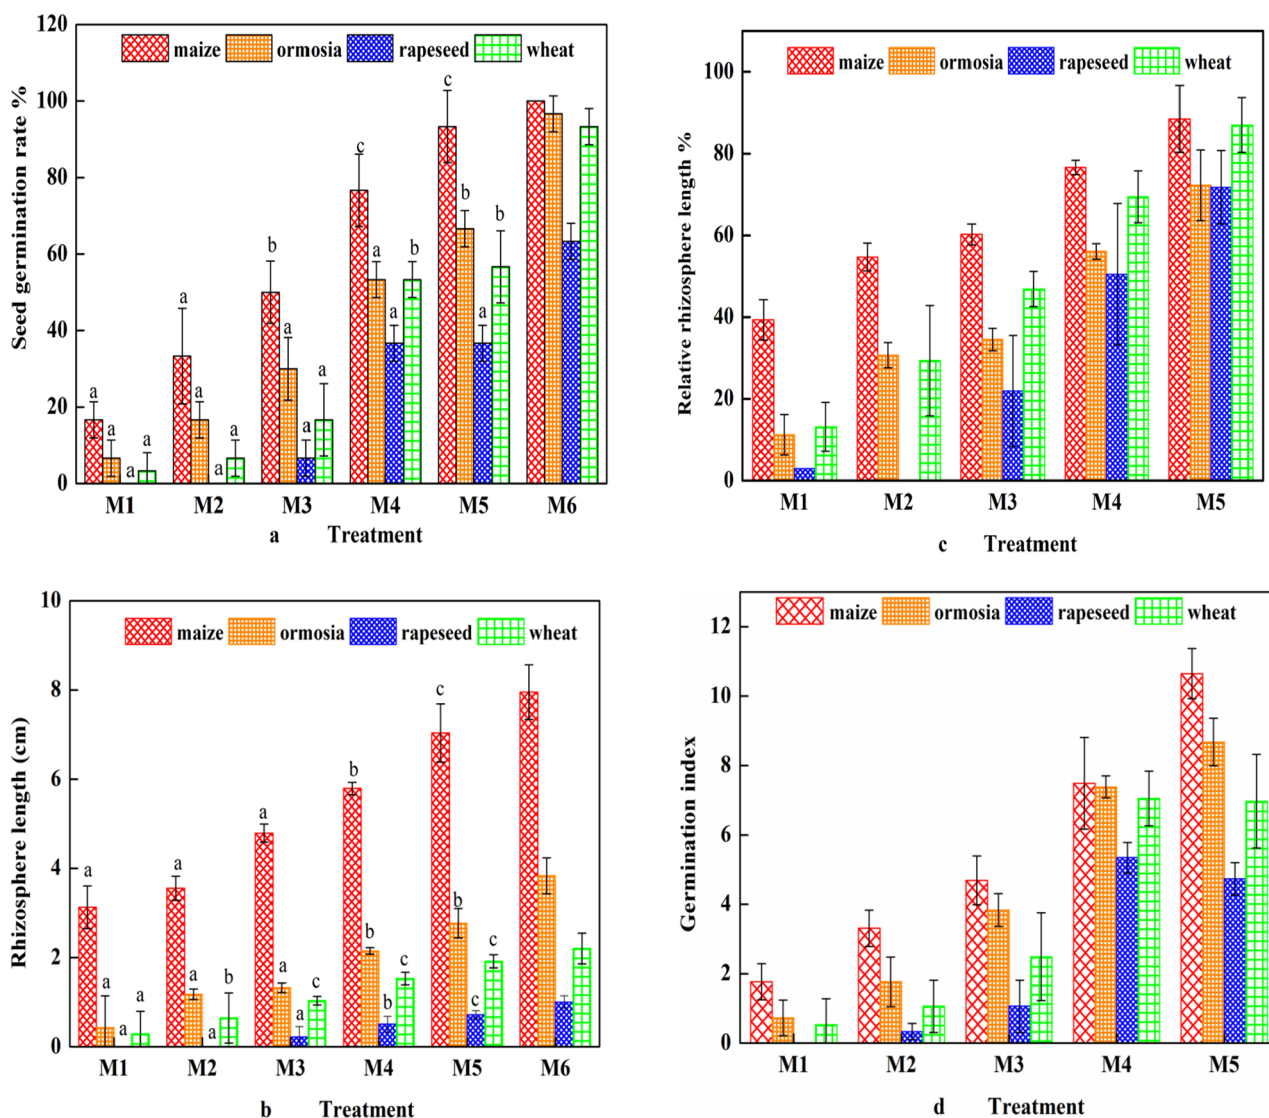 120
100
80
60
40
20
0
Seed germination rate %
maize ormosia rapeseed wheat
a a a a
a a a a
b a a a
c a a b
c b a b
M1 M2 M3 M4 M5 M6
a Treatment
100
80
60
40
20
0
Relative rhizosphere length %
maize ormosia rapeseed wheat
M1 M2 M3 M4 M5
c Treatment
10
8
6
4
2
0
Rhizosphere length (cm)
maize ormosia rapeseed wheat
a a a a
a a a b
a a a c
b b b c
c b c c
M1 M2 M3 M4 M5 M6
b Treatment
12
10
8
6
4
2
0
Germination index
maize ormosia rapeseed wheat
M1 M2 M3 M4 M5
d Treatment